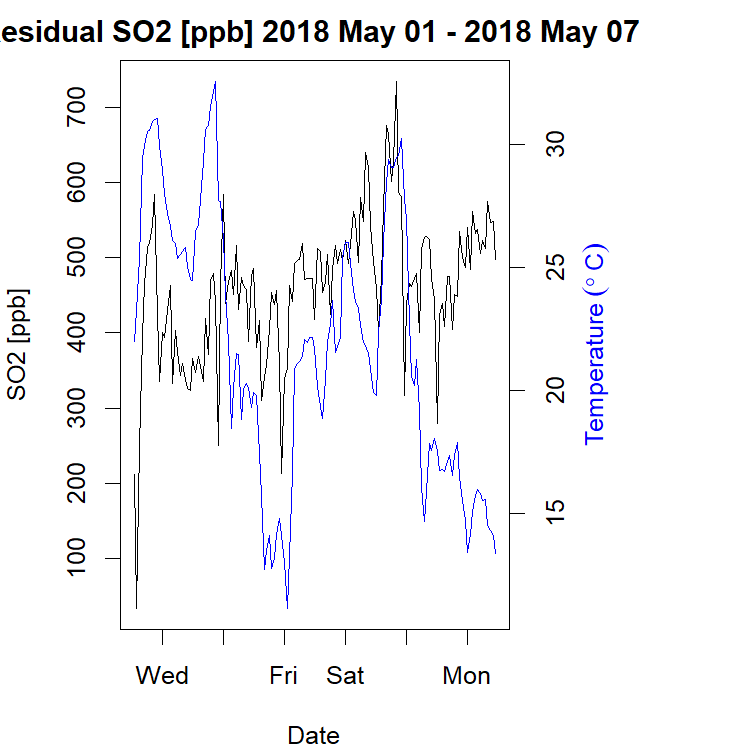 esidual SO2 [ppb] 2018 May 01 - 2018 May 07
700
600
500
400
300
200
100
SO2 [ppb]
30
25
20
15
Temperature (° C)
Wed Fri Sat Mon
Date